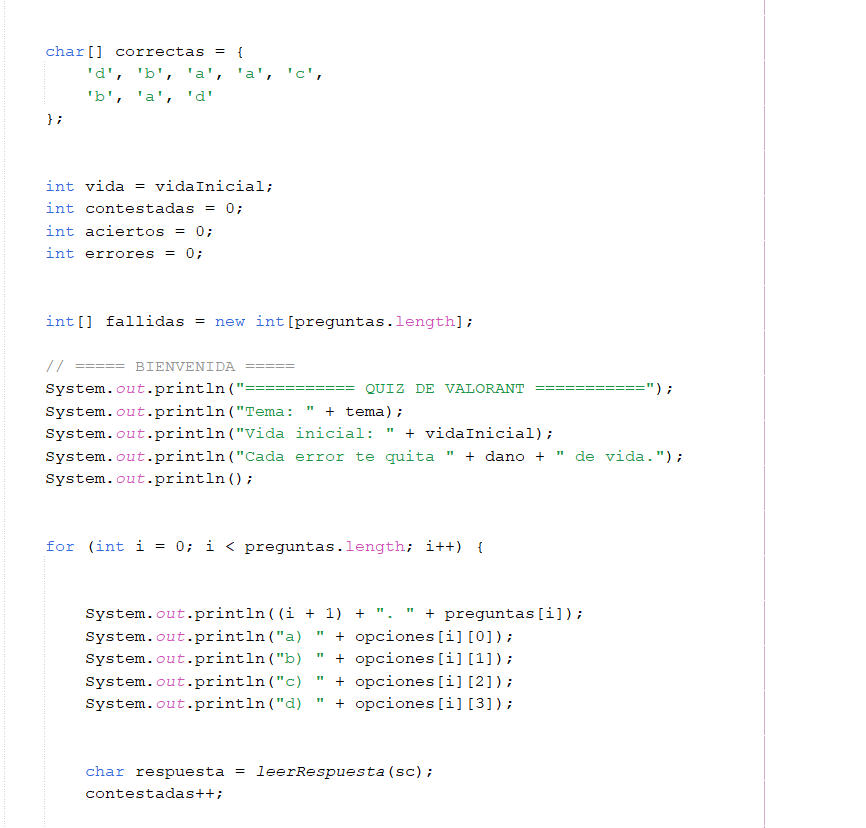 char[] correctas = {
'd', 'b', 'a', 'a', 'c',
'b', 'a', 'd'
};
int vida = vidaInicial;
int contestadas = 0;
int aciertos = 0;
int errores = 0;
int[] fallidas = new int[preguntas.length];
// ===== BIENVENIDA =====
System.out.println("=========== QUIZ DE VALORANT ===========");
System.out.println("Tema: " + tema);
System.out.println("Vida inicial: " + vidaInicial);
System.out.println("Cada error te quita " + dano + " de vida.");
System.out.println();
for (int i = 0; i < preguntas.length; i++) {
System.out.println((i + 1) + ". " + preguntas[i]);
System.out.println("a) " + opciones[i][0]);
System.out.println("b) " + opciones[i][1]);
System.out.println("c) " + opciones[i][2]);
System.out.println("d) " + opciones[i][3]);
char respuesta = leerRespuesta(sc);
contestadas++;